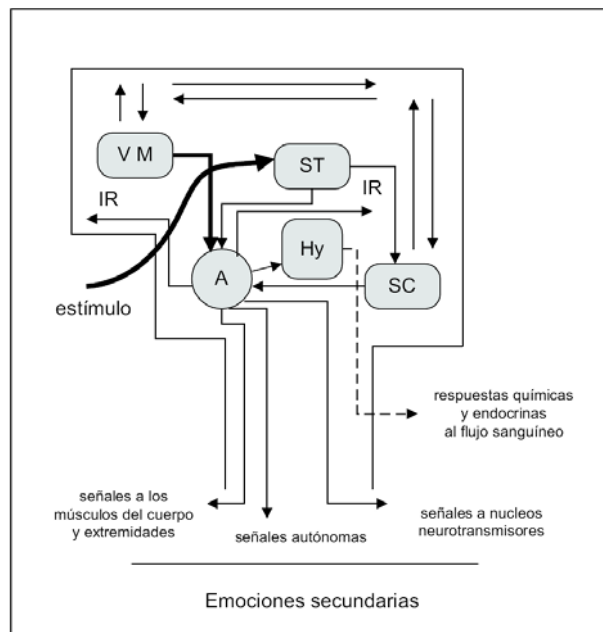 V M
ST
IR
IR
Hy
A
SC
estímulo
respuestas químicas
y endocrinas
al flujo sanguíneo
señales a los
músculos del cuerpo
y extremidades
señales autónomas
señales a nucleos
neurotransmisores
Emociones secundarias